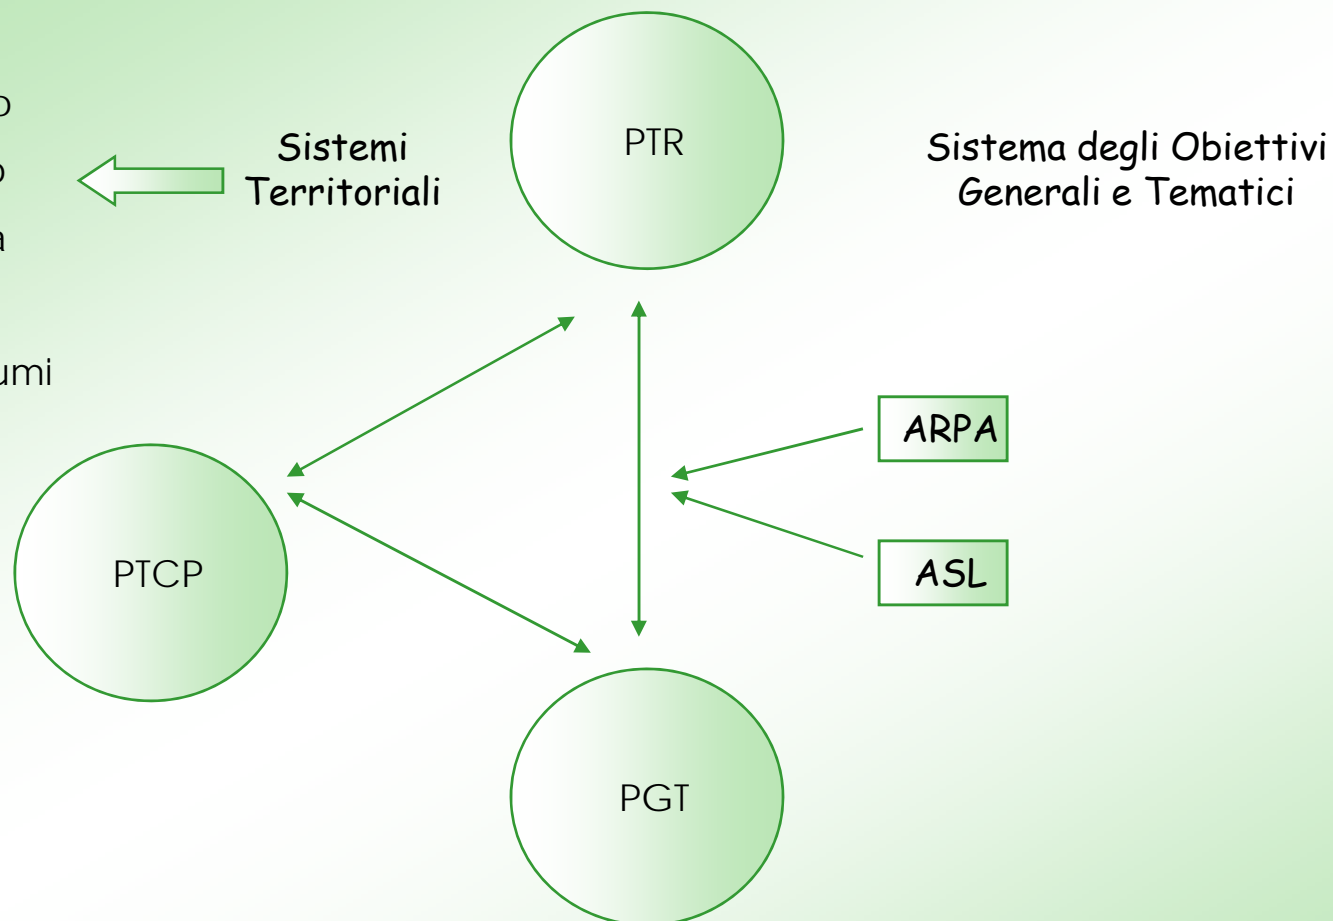 Sistemi
Territoriali
PTR
Sistema degli Obiettivi
Generali e Tematici
ARPA
ASL
PTCP
PGT